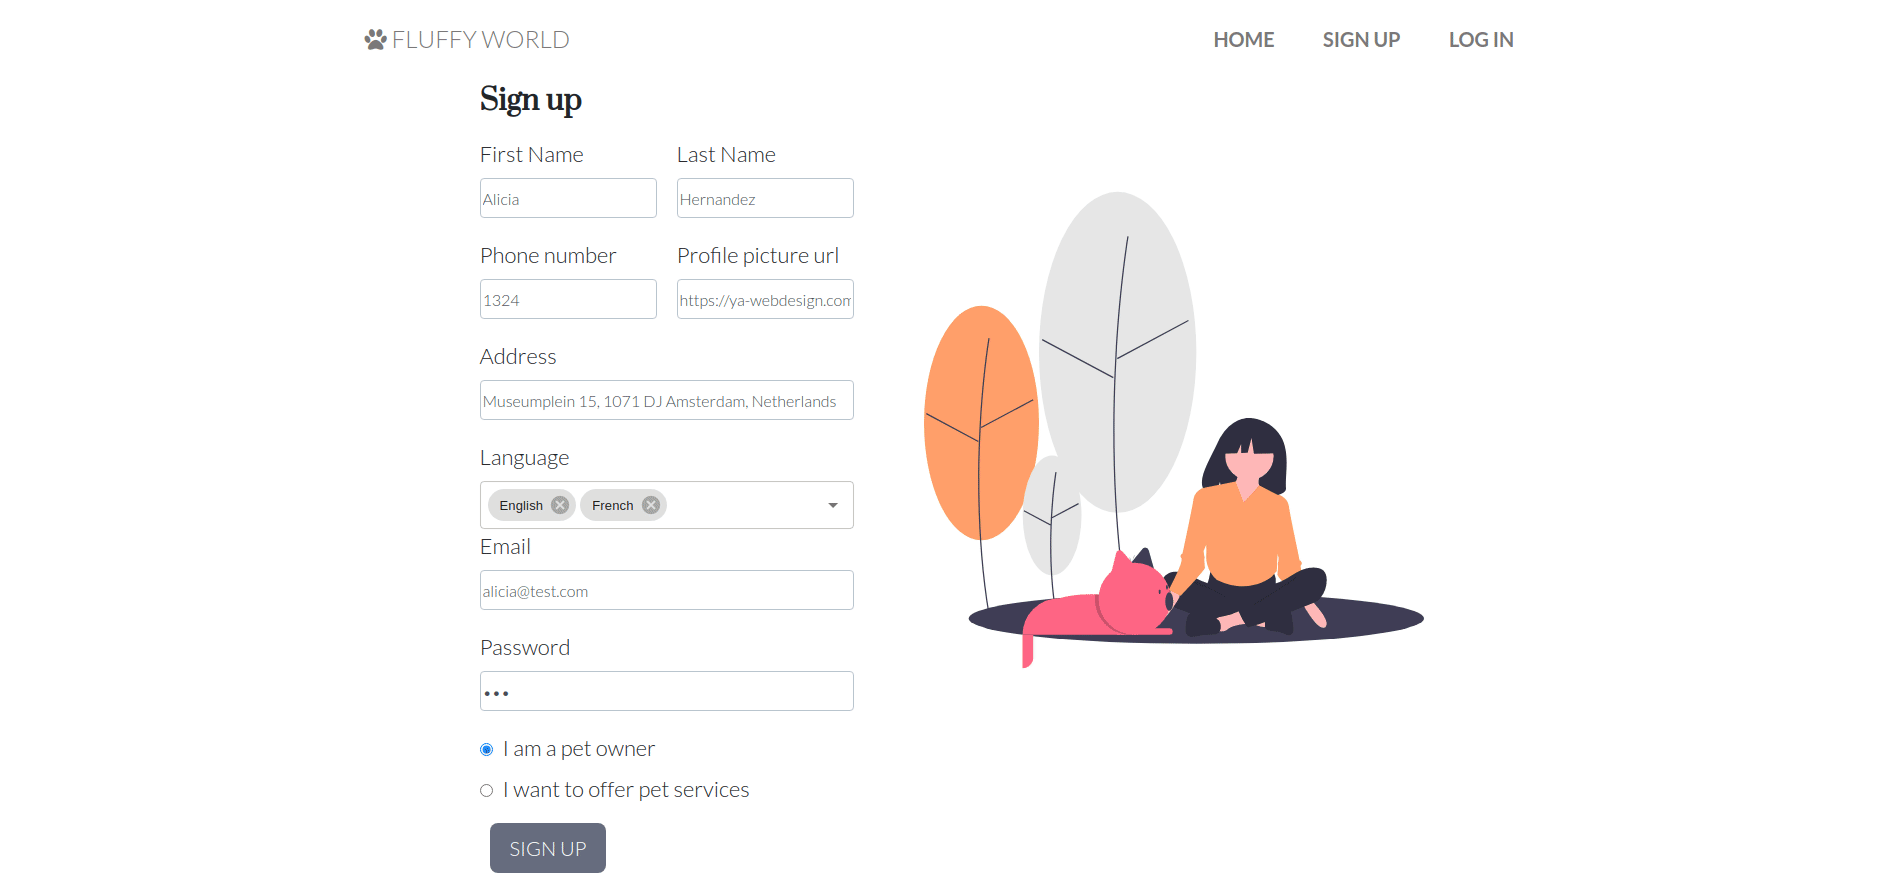 FLUFFY WORLD HOME SIGN UP LOG IN
Sign up
First Name Last Name
Alicia Hernandez
Phone number Profile picture url
1324 https://ya-webdesign.com
Address
Museumplein 15, 1071 DJ Amsterdam, Netherlands
Language
English French
Email
alicia@test.com
Password
I am a pet owner
I want to offer pet services
SIGN UP